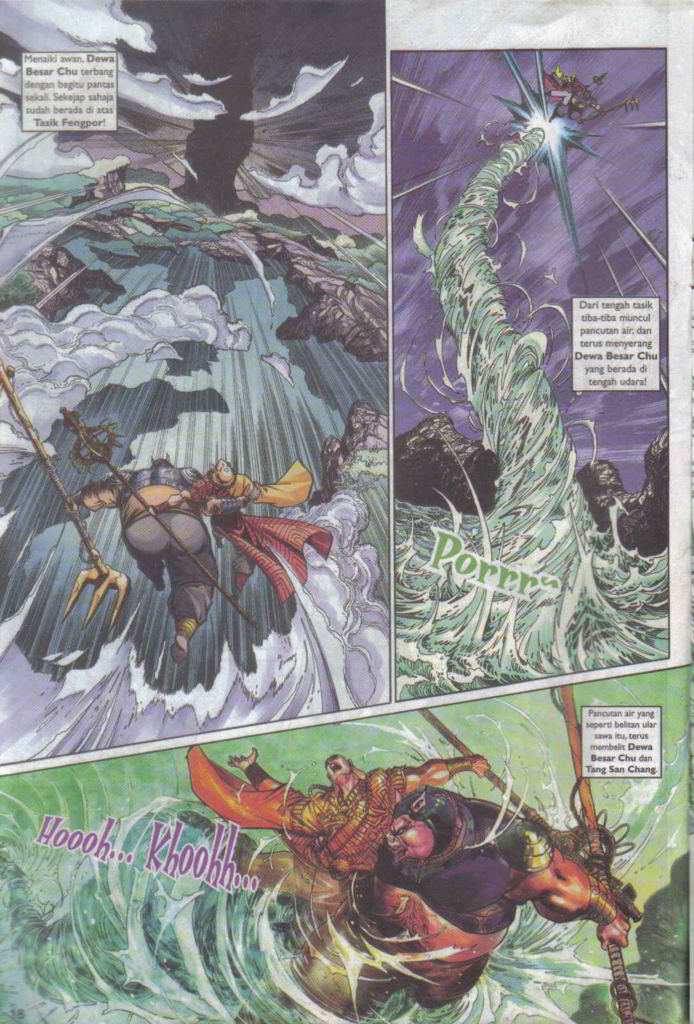 Menaiki awan, Dewa
Besar Chu terbang
dengan begitu pantas
sekali. Sekejap sahaja
sudah berada di atas
Tasik Fengpor!
Dari tengah tasik
tiba-tiba muncul
pancutan air, dan
terus menyerang
Dewa Besar Chu
yang berada di
tengah udara!
Porrrr~
Pancutan air yang
seperti belitan ular
sawa itu, terus
membelit Dewa
Besar Chu dan
Tang San Chang.
Hoooh... Khoohh...
18